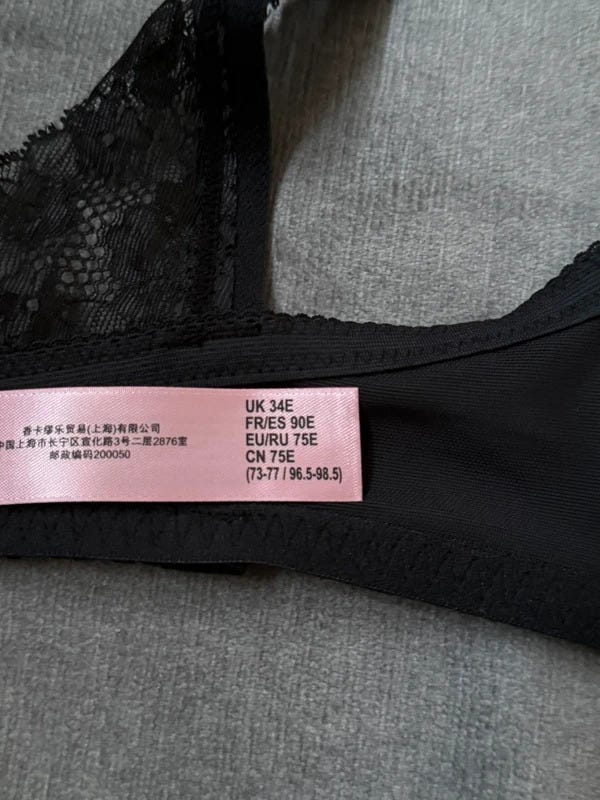 香卡缪乐贸易(上海)有限公司
中国上海市长宁区宣化路3号二层2876室
邮政编码200050
UK 34E
FR/ES 90E
EU/RU 75E
CN 75E
(73-77 / 96.5-98.5)